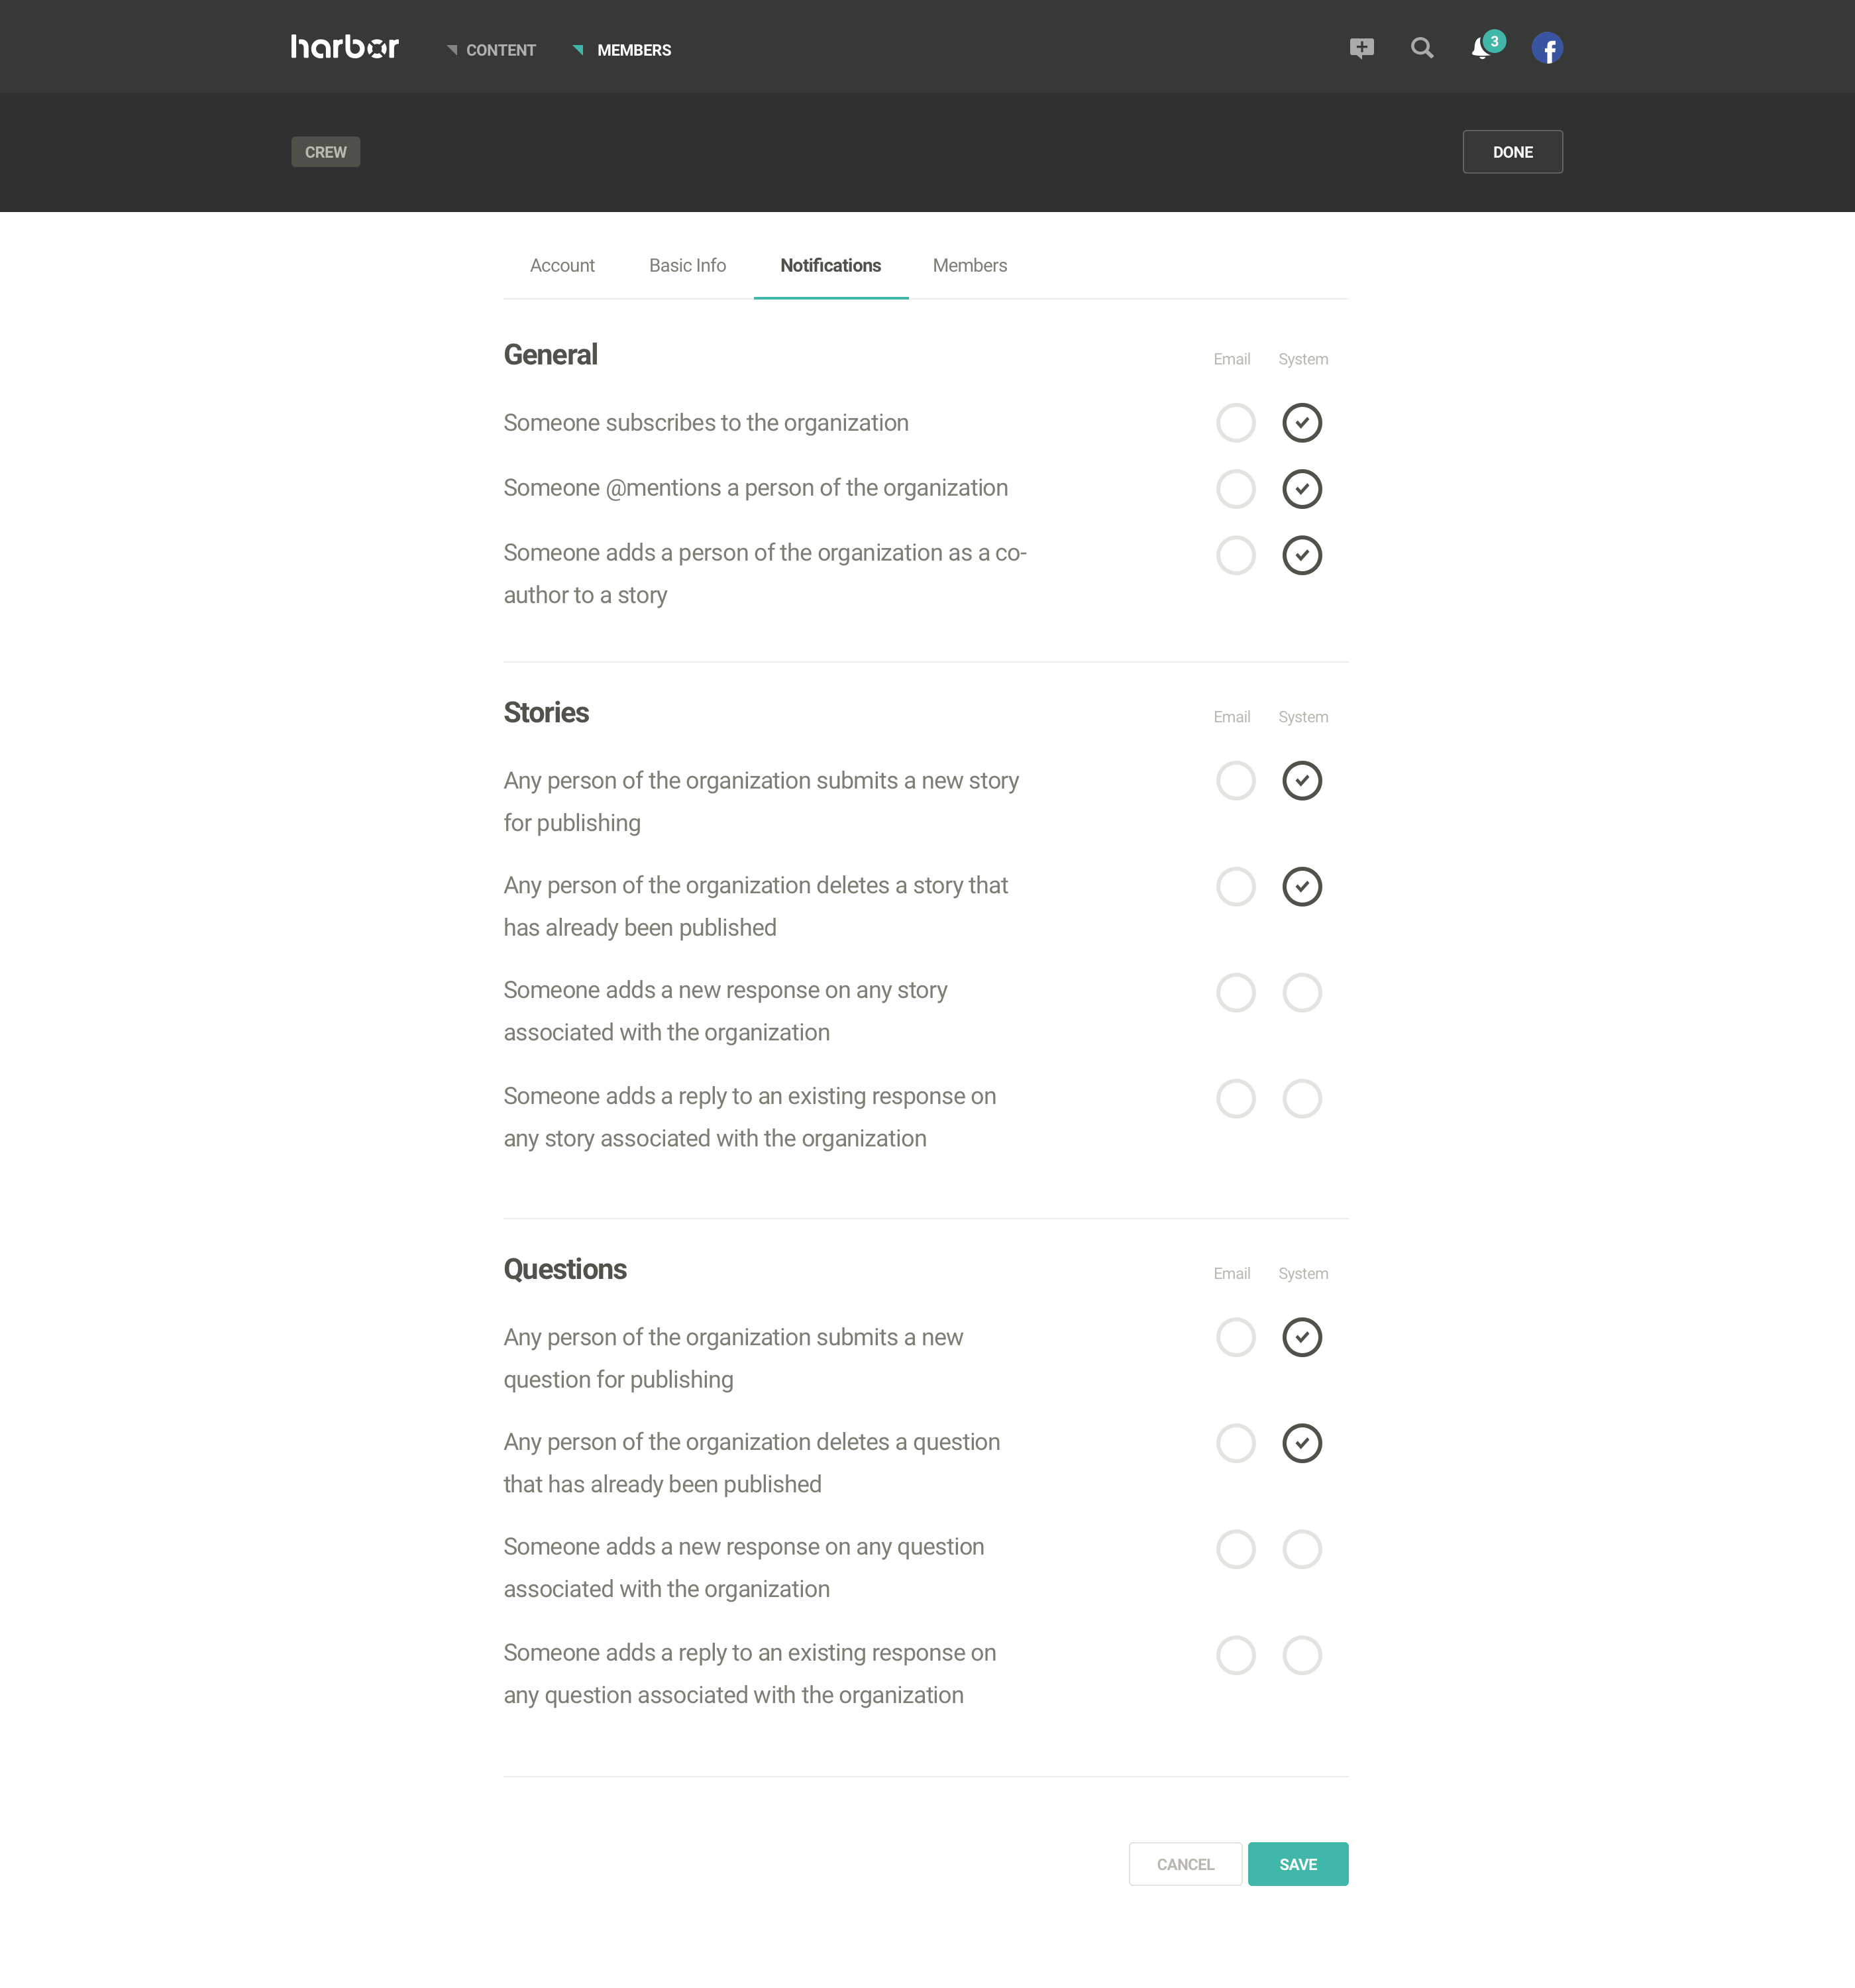 harbor
CONTENT
MEMBERS
3
f
CREW
DONE
Account
Basic Info
Notifications
Members
General
Email
System
Someone subscribes to the organization
Someone @mentions a person of the organization
Someone adds a person of the organization as a co-
author to a story
Stories
Email
System
Any person of the organization submits a new story
for publishing
Any person of the organization deletes a story that
has already been published
Someone adds a new response on any story
associated with the organization
Someone adds a reply to an existing response on
any story associated with the organization
Questions
Email
System
Any person of the organization submits a new
question for publishing
Any person of the organization deletes a question
that has already been published
Someone adds a new response on any question
associated with the organization
Someone adds a reply to an existing response on
any question associated with the organization
CANCEL
SAVE